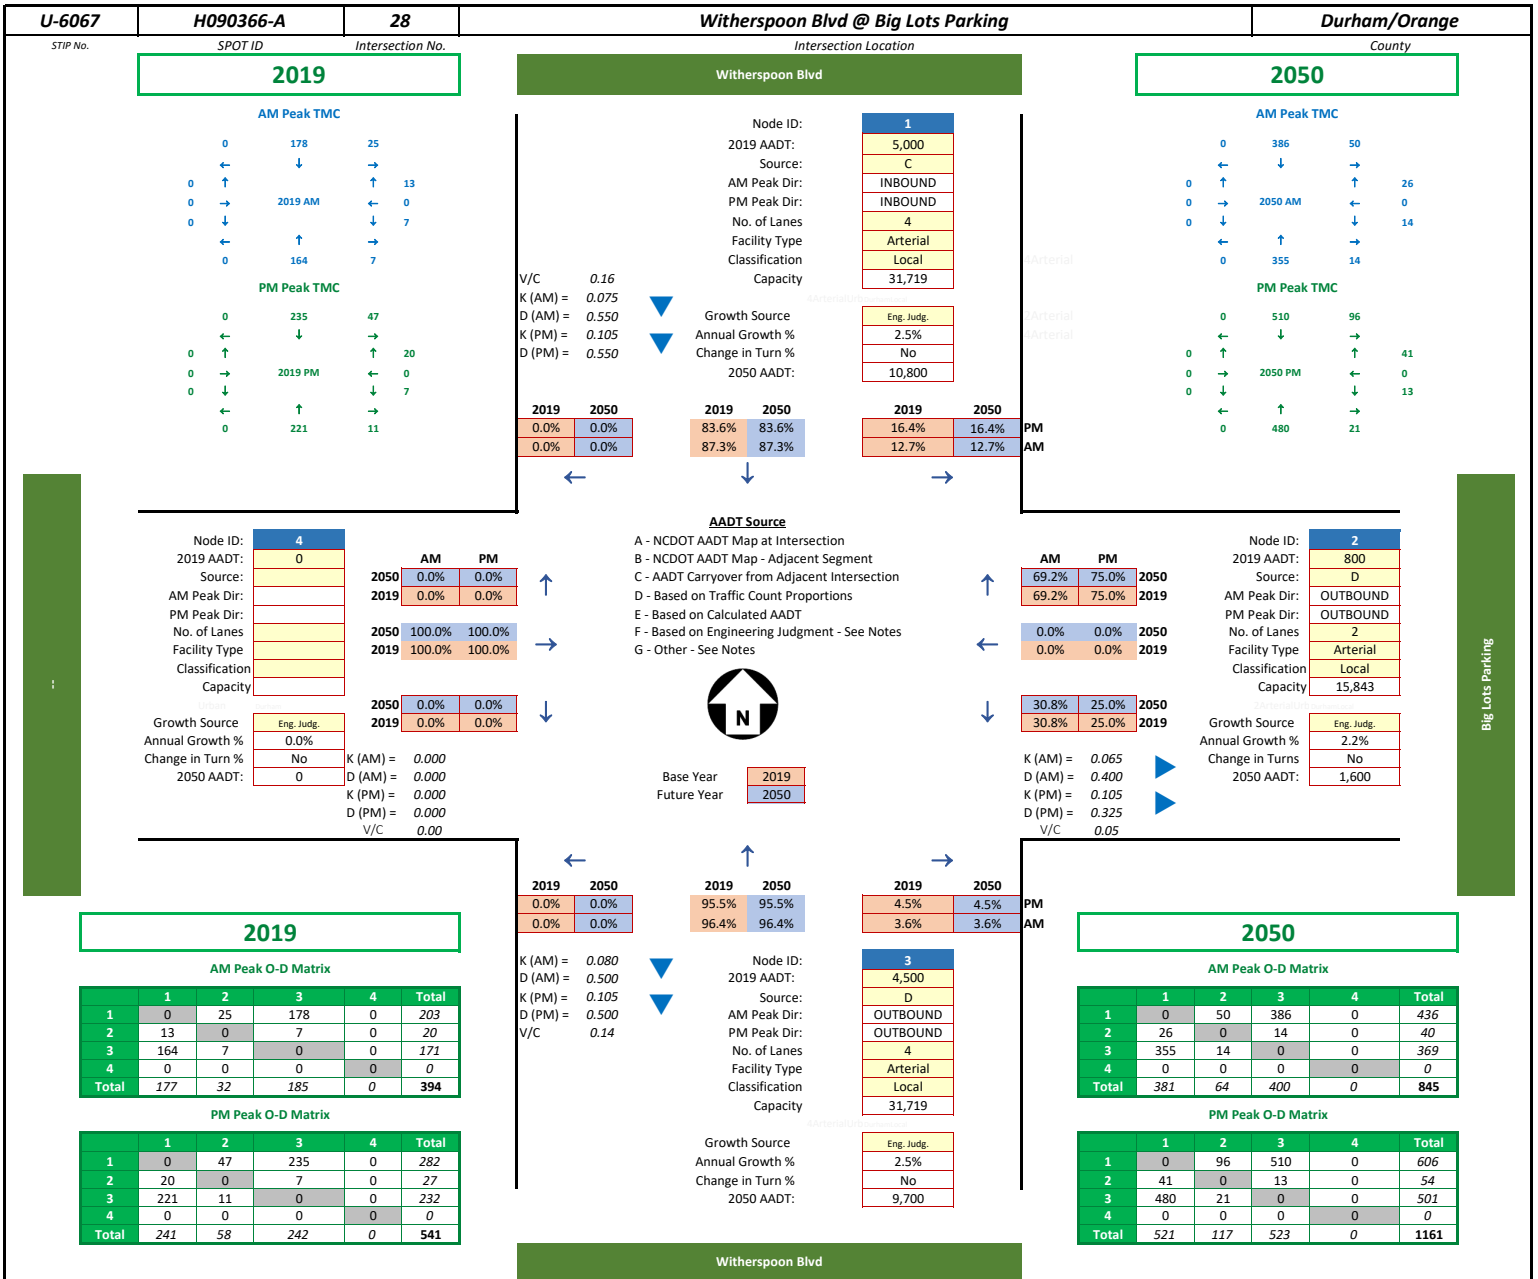 U-6067 H090366-A 28 Witherspoon Blvd @ Big Lots Parking Durham/Orange
STIP No. SPOT ID Intersection No. Intersection Location County
2019
AM Peak TMC
0 178 25
← ↓ →
0 ↑ ↑ 13
0 → 2019 AM ← 0
0 ↓ ↓ 7
← ↑ →
0 164 7
PM Peak TMC
0 235 47
← ↓ →
0 ↑ ↑ 20
0 → 2019 PM ← 0
0 ↓ ↓ 7
← ↑ →
0 221 11
Witherspoon Blvd
Node ID: 1
2019 AADT: 5,000
Source: C
AM Peak Dir: INBOUND
PM Peak Dir: INBOUND
No. of Lanes 4
Facility Type Arterial
Classification Local
Capacity 31,719
V/C 0.16
K (AM) = 0.075
D (AM) = 0.550
K (PM) = 0.105
D (PM) = 0.550
Growth Source Eng. Judg.
Annual Growth % 2.5%
Change in Turn % No
2050 AADT: 10,800
4Arterial
2Arterial
4Arterial
2019 2050 2019 2050 2019 2050
0.0% 0.0% 83.6% 83.6% 16.4% 16.4% PM
0.0% 0.0% 87.3% 87.3% 12.7% 12.7% AM
← ↓ →
2050
AM Peak TMC
0 386 50
← ↓ →
0 ↑ ↑ 26
0 → 2050 AM ← 0
0 ↓ ↓ 14
← ↑ →
0 355 14
PM Peak TMC
0 510 96
← ↓ →
0 ↑ ↑ 41
0 → 2050 PM ← 0
0 ↓ ↓ 13
← ↑ →
0 480 21
Node ID: 4
2019 AADT: 0
Source:
AM Peak Dir:
PM Peak Dir:
No. of Lanes
Facility Type
Classification
Capacity
Urban
Growth Source Eng. Judg.
Annual Growth % 0.0%
Change in Turn % No
2050 AADT: 0
AM PM
2050 0.0% 0.0% ↑
2019 0.0% 0.0%
2050 100.0% 100.0% →
2019 100.0% 100.0%
2050 0.0% 0.0% ↓
2019 0.0% 0.0%
K (AM) = 0.000
D (AM) = 0.000
K (PM) = 0.000
D (PM) = 0.000
V/C 0.00
AADT Source
A - NCDOT AADT Map at Intersection
B - NCDOT AADT Map - Adjacent Segment
C - AADT Carryover from Adjacent Intersection
D - Based on Traffic Count Proportions
E - Based on Calculated AADT
F - Based on Engineering Judgment - See Notes
G - Other - See Notes
N
Base Year 2019
Future Year 2050
AM PM
↑ 69.2% 75.0% 2050
69.2% 75.0% 2019
← 0.0% 0.0% 2050
0.0% 0.0% 2019
↓ 30.8% 25.0% 2050
30.8% 25.0% 2019
K (AM) = 0.065
D (AM) = 0.400
K (PM) = 0.105
D (PM) = 0.325
V/C 0.05
Node ID: 2
2019 AADT: 800
Source: D
AM Peak Dir: OUTBOUND
PM Peak Dir: OUTBOUND
No. of Lanes 2
Facility Type Arterial
Classification Local
Capacity 15,843
Growth Source Eng. Judg.
Annual Growth % 2.2%
Change in Turns No
2050 AADT: 1,600
Big Lots Parking
← ↑ →
2019 2050 2019 2050 2019 2050
0.0% 0.0% 95.5% 95.5% 4.5% 4.5% PM
0.0% 0.0% 96.4% 96.4% 3.6% 3.6% AM
K (AM) = 0.080
D (AM) = 0.500
K (PM) = 0.105
D (PM) = 0.500
V/C 0.14
Node ID: 3
2019 AADT: 4,500
Source: D
AM Peak Dir: OUTBOUND
PM Peak Dir: OUTBOUND
No. of Lanes 4
Facility Type Arterial
Classification Local
Capacity 31,719
Growth Source Eng. Judg.
Annual Growth % 2.5%
Change in Turn % No
2050 AADT: 9,700
Witherspoon Blvd
2019
AM Peak O-D Matrix
1 2 3 4 Total
1 0 25 178 0 203
2 13 0 7 0 20
3 164 7 0 0 171
4 0 0 0 0 0
Total 177 32 185 0 394
PM Peak O-D Matrix
1 2 3 4 Total
1 0 47 235 0 282
2 20 0 7 0 27
3 221 11 0 0 232
4 0 0 0 0 0
Total 241 58 242 0 541
2050
AM Peak O-D Matrix
1 2 3 4 Total
1 0 50 386 0 436
2 26 0 14 0 40
3 355 14 0 0 369
4 0 0 0 0 0
Total 381 64 400 0 845
PM Peak O-D Matrix
1 2 3 4 Total
1 0 96 510 0 606
2 41 0 13 0 54
3 480 21 0 0 501
4 0 0 0 0 0
Total 521 117 523 0 1161